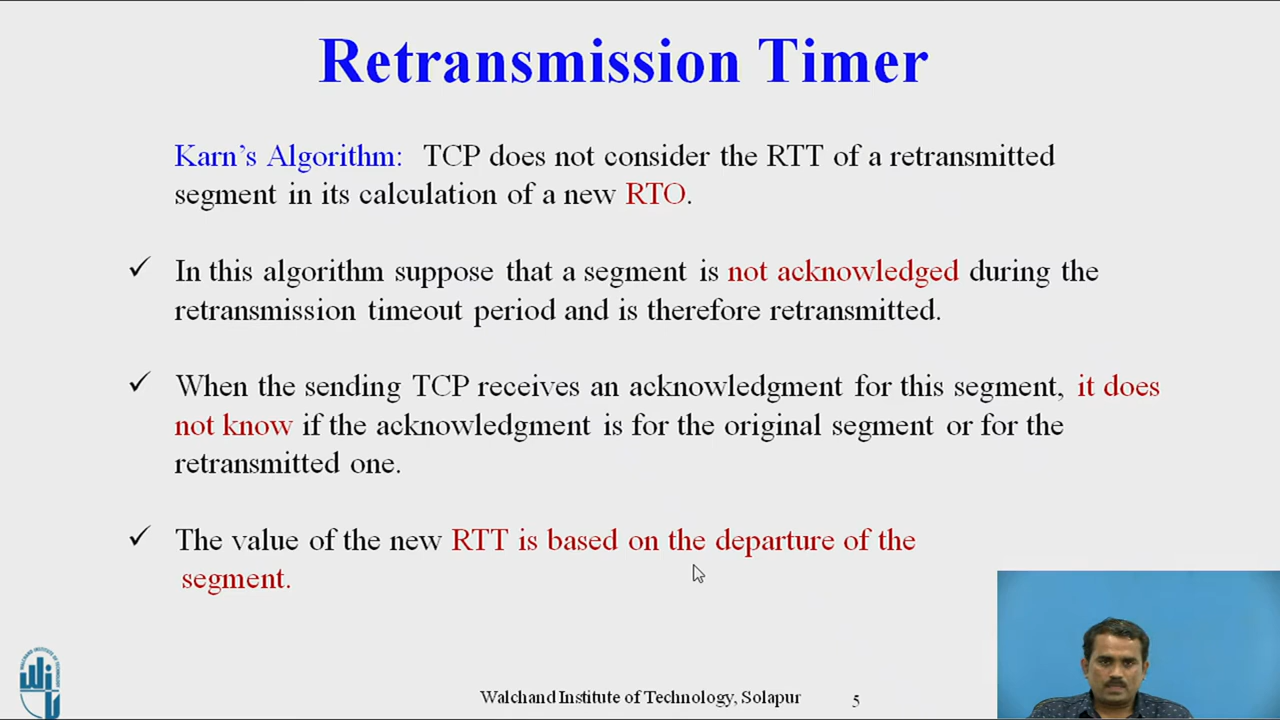 Retransmission Timer
Karn's Algorithm: TCP does not consider the RTT of a retransmitted
segment in its calculation of a new RTO.
✓ In this algorithm suppose that a segment is not acknowledged during the
retransmission timeout period and is therefore retransmitted.
✓ When the sending TCP receives an acknowledgment for this segment, it does
not know if the acknowledgment is for the original segment or for the
retransmitted one.
✓ The value of the new RTT is based on the departure of the
segment.
Walchand Institute of Technology, Solapur 5